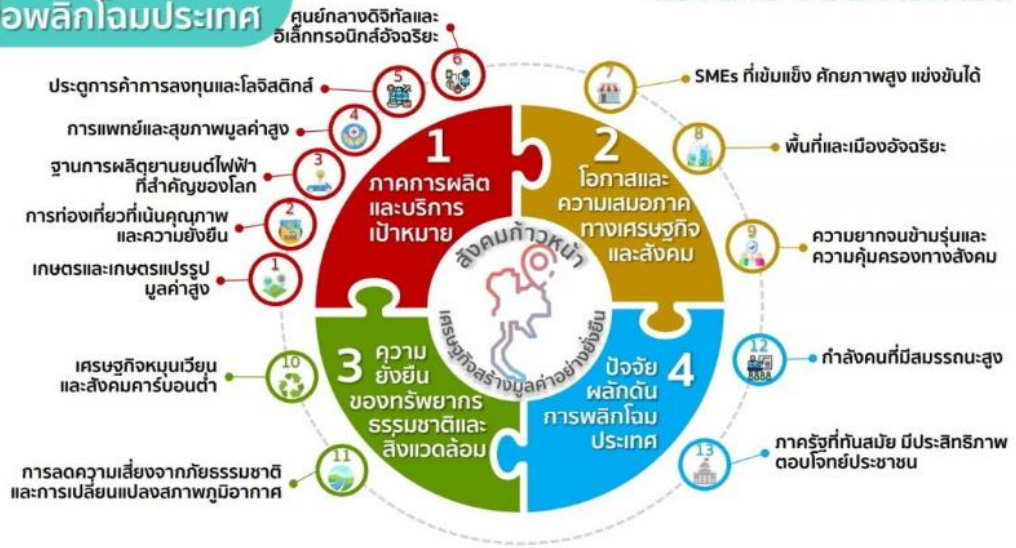 อพลิกโฉมประเทศ
ศูนย์กลางดิจิทัลและ
อิเล็กทรอนิกส์อัจฉริยะ
6
ประตูการค้าการลงทุนและโลจิสติกส์
5
การแพทย์และสุขภาพมูลค่าสูง
4
ฐานการผลิตยานยนต์ไฟฟ้า
ที่สำคัญของโลก
3
การท่องเที่ยวที่เน้นคุณภาพ
และความยั่งยืน
2
เกษตรและเกษตรแปรรูป
มูลค่าสูง
1
1
ภาคการผลิต
และบริการ
เป้าหมาย
2
โอกาสและ
ความเสมอภาค
ทางเศรษฐกิจ
และสังคม
7
SMEs ที่เข้มแข็ง ศักยภาพสูง แข่งขันได้
8
พื้นที่และเมืองอัจฉริยะ
9
ความยากจนข้ามรุ่นและ
ความคุ้มครองทางสังคม
สังคมก้าวหน้า
เศรษฐกิจสร้างมูลค่าอย่างยั่งยืน
3
ความ
ยั่งยืน
ของทรัพยากร
ธรรมชาติและ
สิ่งแวดล้อม
10
เศรษฐกิจหมุนเวียน
และสังคมคาร์บอนต่ำ
11
การลดความเสี่ยงจากภัยธรรมชาติ
และการเปลี่ยนแปลงสภาพภูมิอากาศ
4
ปัจจัย
ผลักดัน
การพลิกโฉม
ประเทศ
12
กำลังคนที่มีสมรรถนะสูง
13
ภาครัฐที่ทันสมัย มีประสิทธิภาพ
ตอบโจทย์ประชาชน